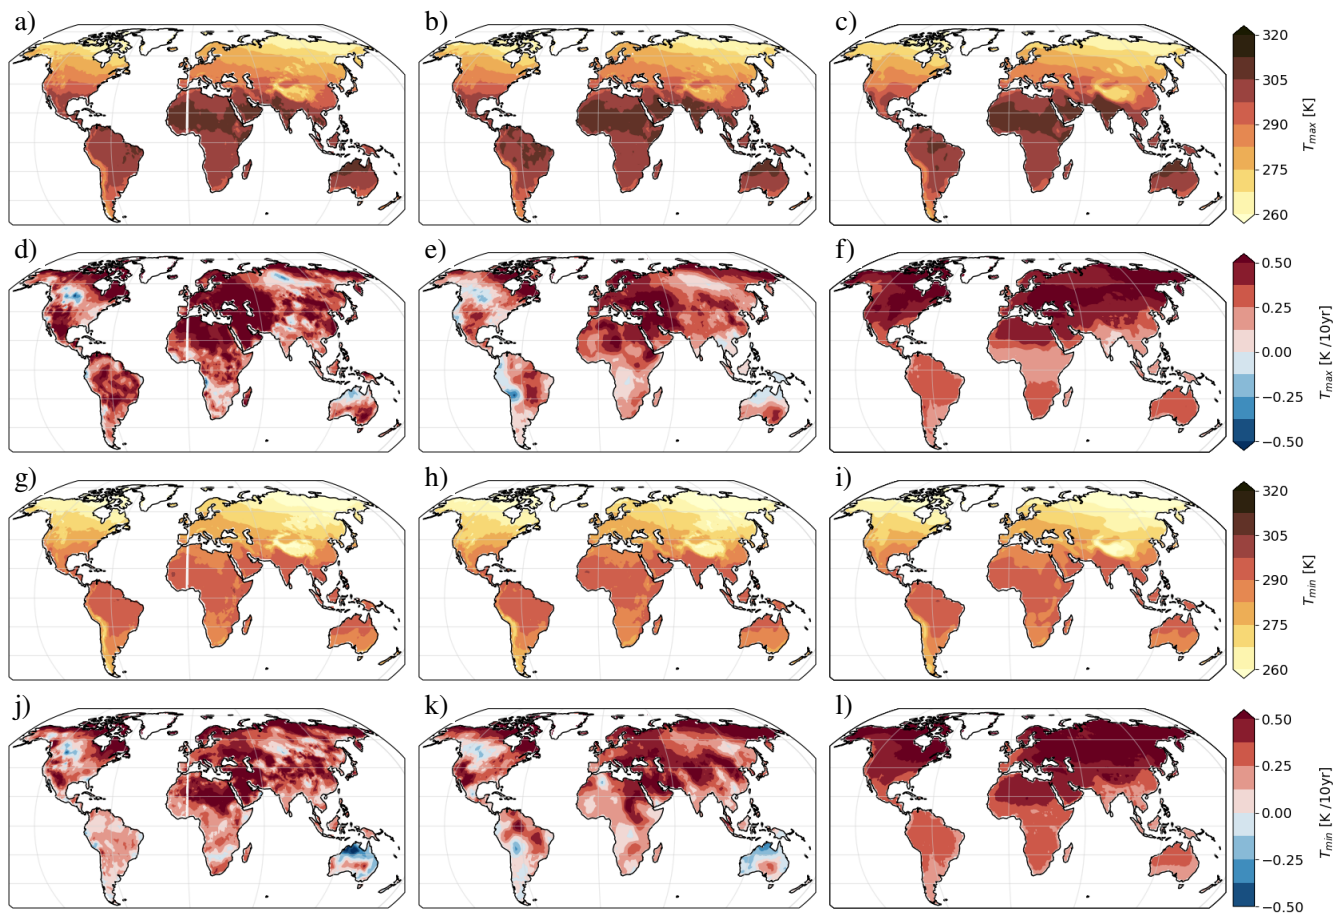 a)
b)
c)
320
305
290
275
260
T_max [K]
d)
e)
f)
0.50
0.25
0.00
−0.25
−0.50
T_max [K /10yr]
g)
h)
i)
320
305
290
275
260
T_min [K]
j)
k)
l)
0.50
0.25
0.00
−0.25
−0.50
T_min [K /10yr]